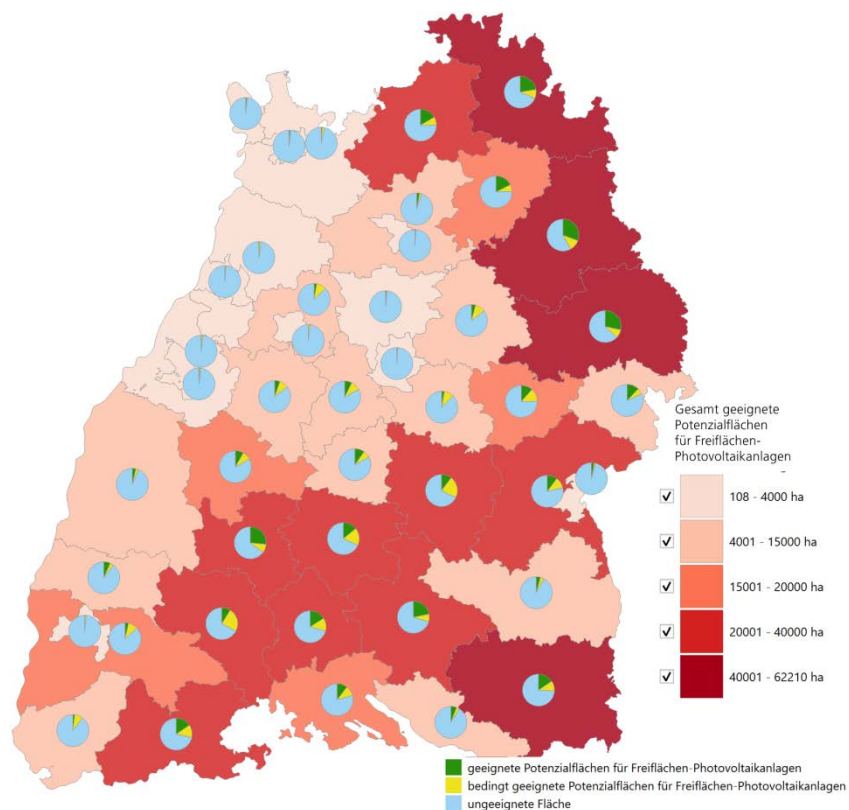 Gesamt geeignete
Potenzialflächen
für Freiflächen-
Photovoltaikanlagen
108 - 4000 ha
4001 - 15000 ha
15001 - 20000 ha
20001 - 40000 ha
40001 - 62210 ha
geeignete Potenzialflächen für Freiflächen-Photovoltaikanlagen
bedingt geeignete Potenzialflächen für Freiflächen-Photovoltaikanlagen
ungeeignete Fläche